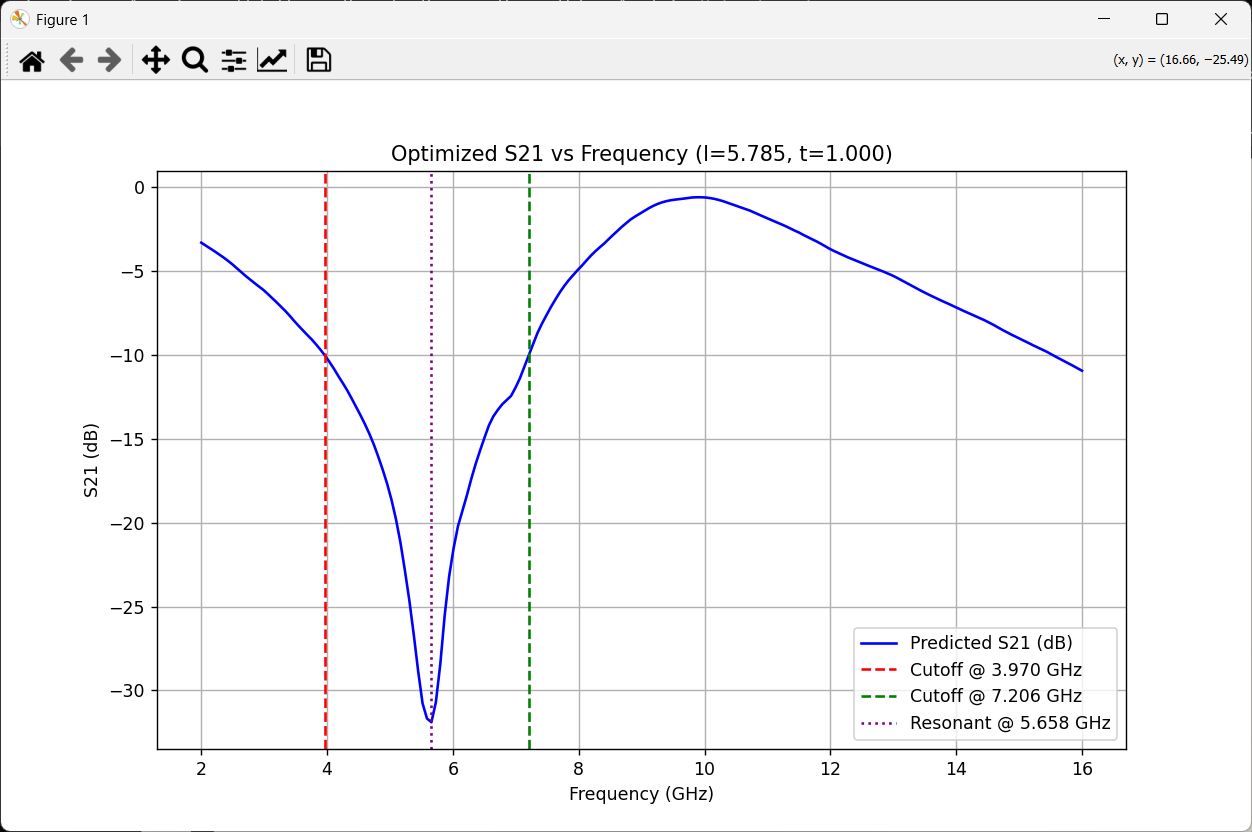 Figure 1
(x, y) = (16.66, −25.49)
Optimized S21 vs Frequency (l=5.785, t=1.000)
S21 (dB)
0
−5
−10
−15
−20
−25
−30
Predicted S21 (dB)
Cutoff @ 3.970 GHz
Cutoff @ 7.206 GHz
Resonant @ 5.658 GHz
2 4 6 8 10 12 14 16
Frequency (GHz)